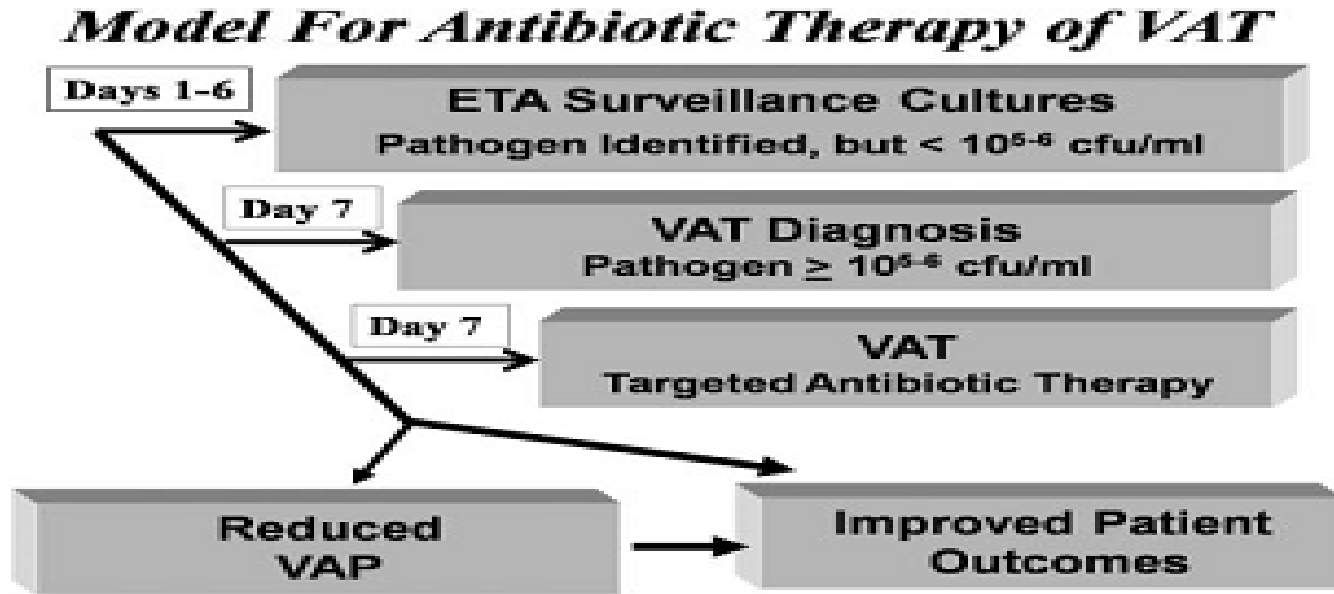 Model For Antibiotic Therapy of VAT
Days 1-6
ETA Surveillance Cultures
Pathogen Identified, but < 10⁵⁻⁶ cfu/ml
Day 7
VAT Diagnosis
Pathogen ≥ 10⁵⁻⁶ cfu/ml
Day 7
VAT
Targeted Antibiotic Therapy
Reduced
VAP
Improved Patient
Outcomes